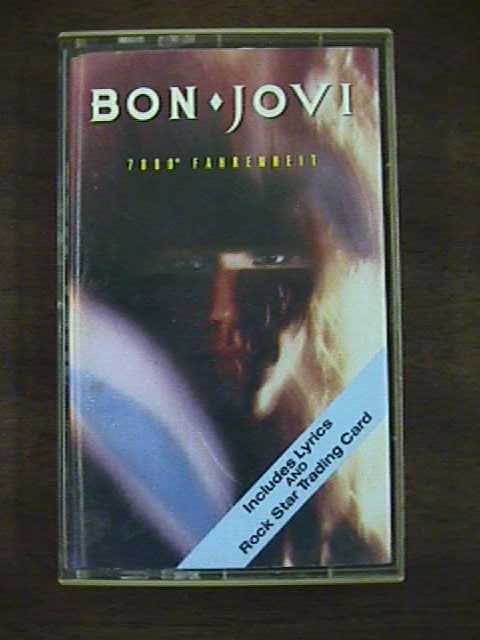 BON♦JOVI
7800° FAHRENHEIT
Includes Lyrics
AND
Rock Star Trading Card